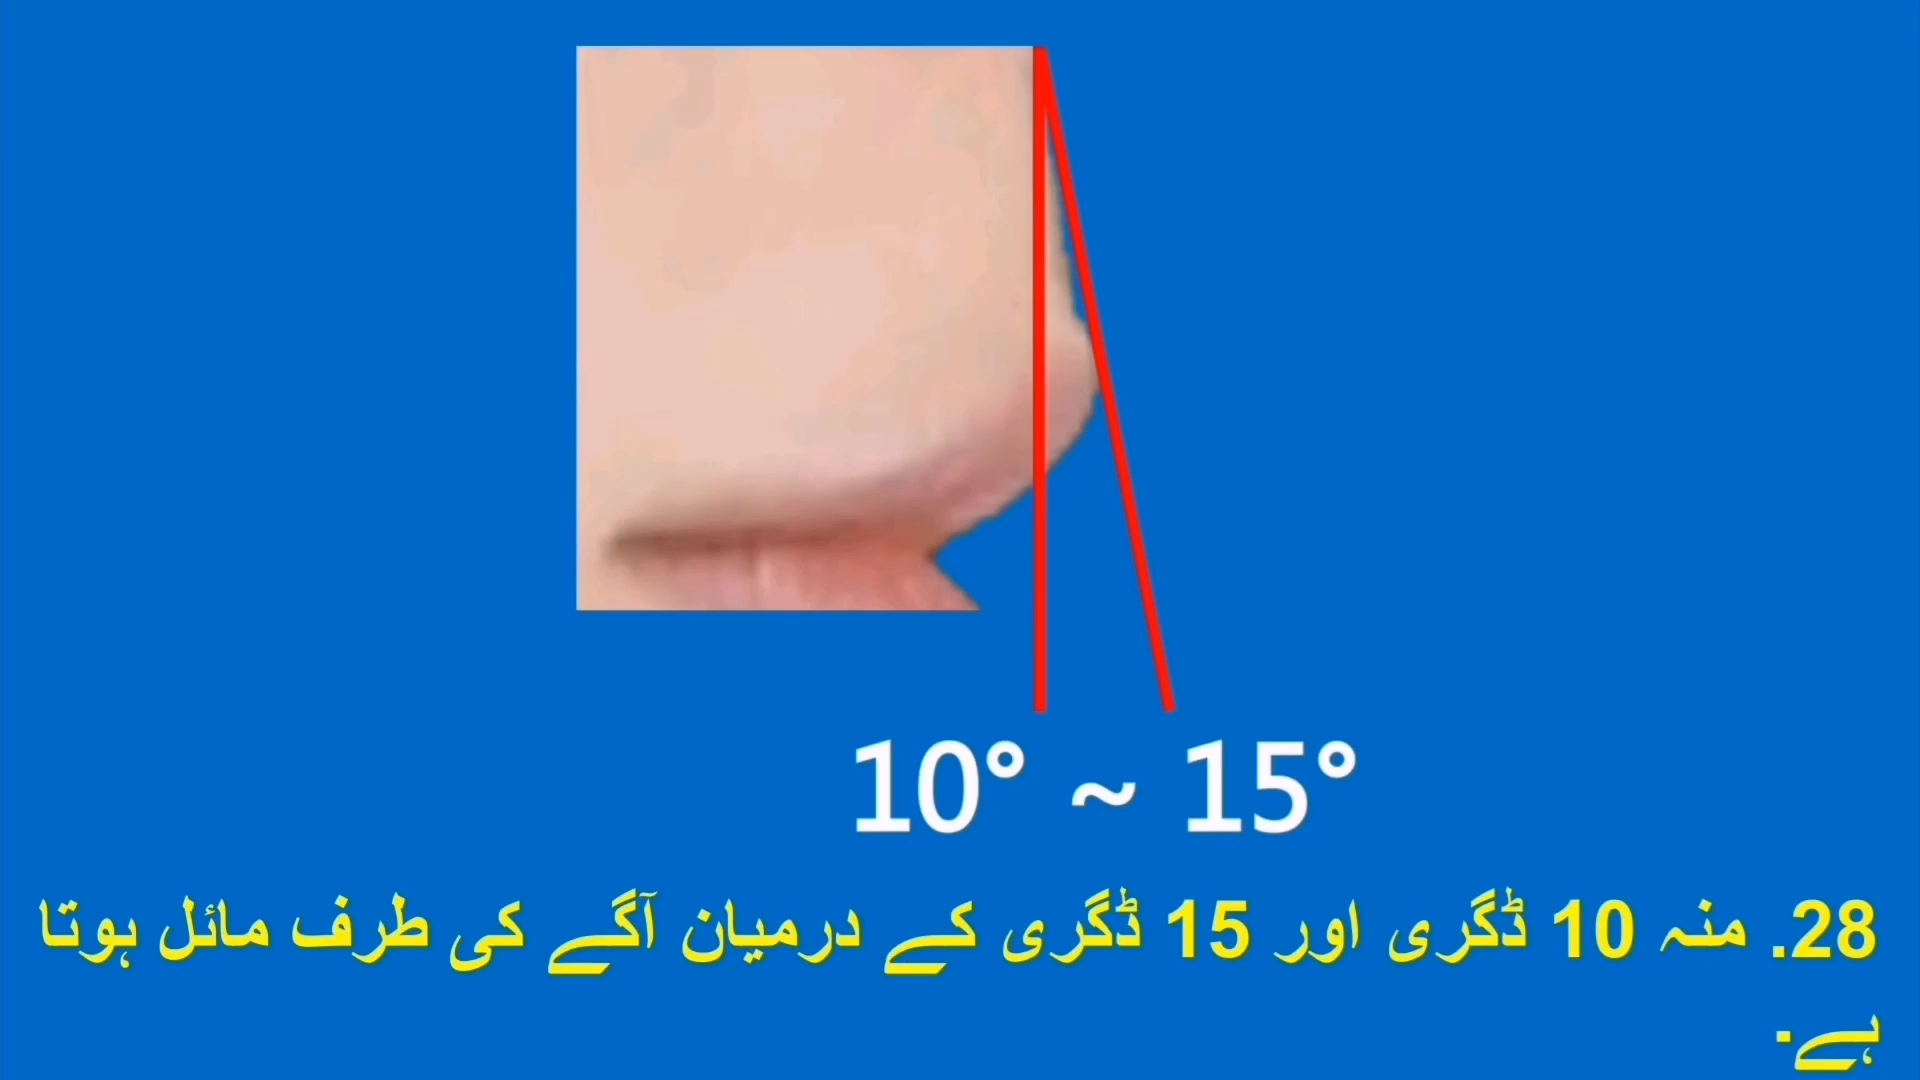 10° ~ 15°
28. منہ 10 ڈگری اور 15 ڈگری کے درمیان آگے کی طرف مائل ہوتا
ہے.